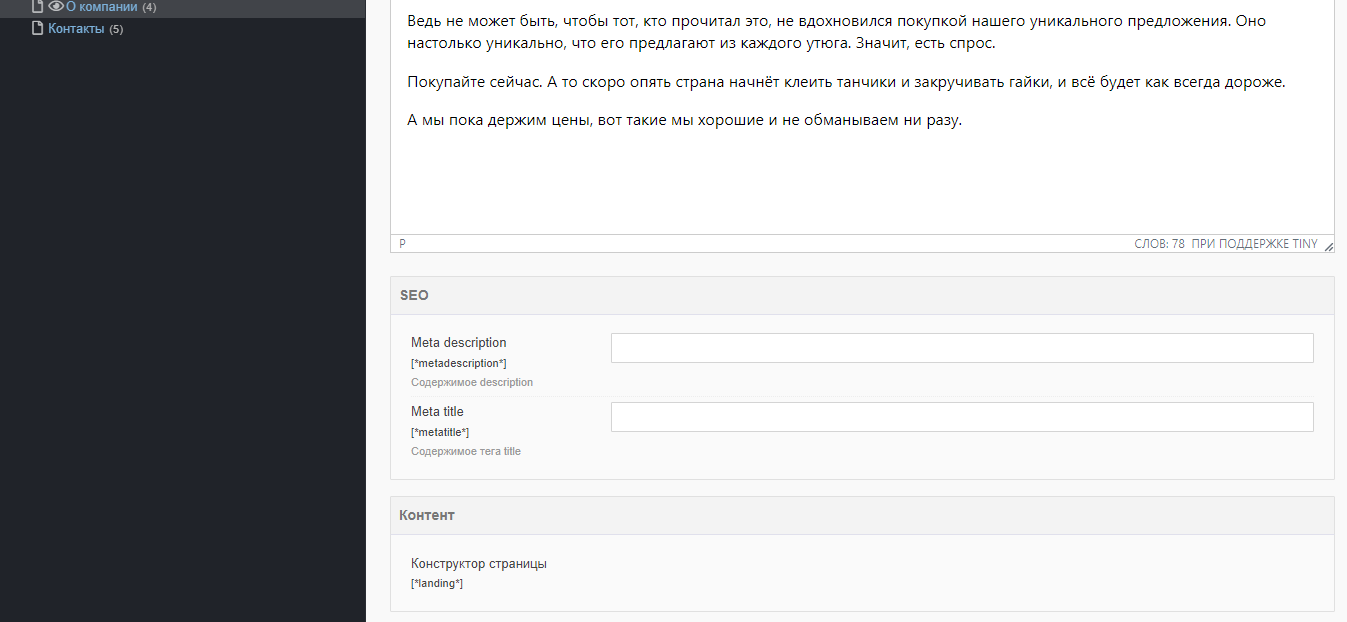 О компании (4)
Контакты (5)
Ведь не может быть, чтобы тот, кто прочитал это, не вдохновился покупкой нашего уникального предложения. Оно
настолько уникально, что его предлагают из каждого утюга. Значит, есть спрос.
Покупайте сейчас. А то скоро опять страна начнёт клеить танчики и закручивать гайки, и всё будет как всегда дороже.
А мы пока держим цены, вот такие мы хорошие и не обманываем ни разу.
P СЛОВ: 78 ПРИ ПОДДЕРЖКЕ TINY
SEO
Meta description
[*metadescription*]
Содержимое description
Meta title
[*metatitle*]
Содержимое тега title
Контент
Конструктор страницы
[*landing*]